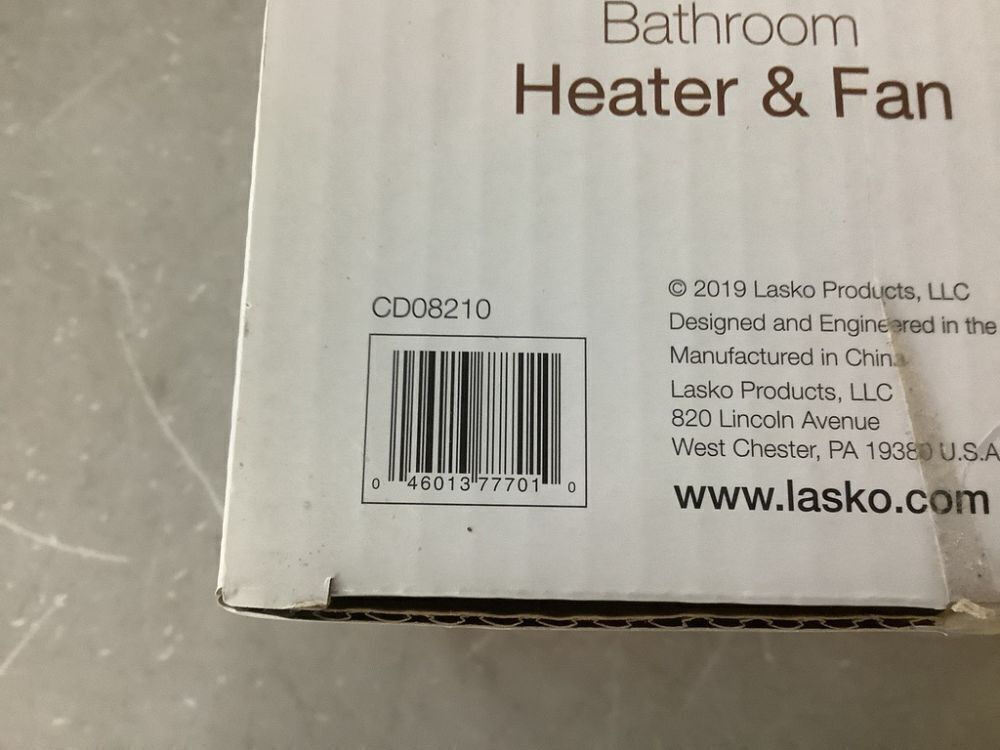 Bathroom
Heater & Fan
CD08210
0 46013 77701 0
© 2019 Lasko Products, LLC
Designed and Engineered in the
Manufactured in China
Lasko Products, LLC
820 Lincoln Avenue
West Chester, PA 19380 U.S.A
www.lasko.com